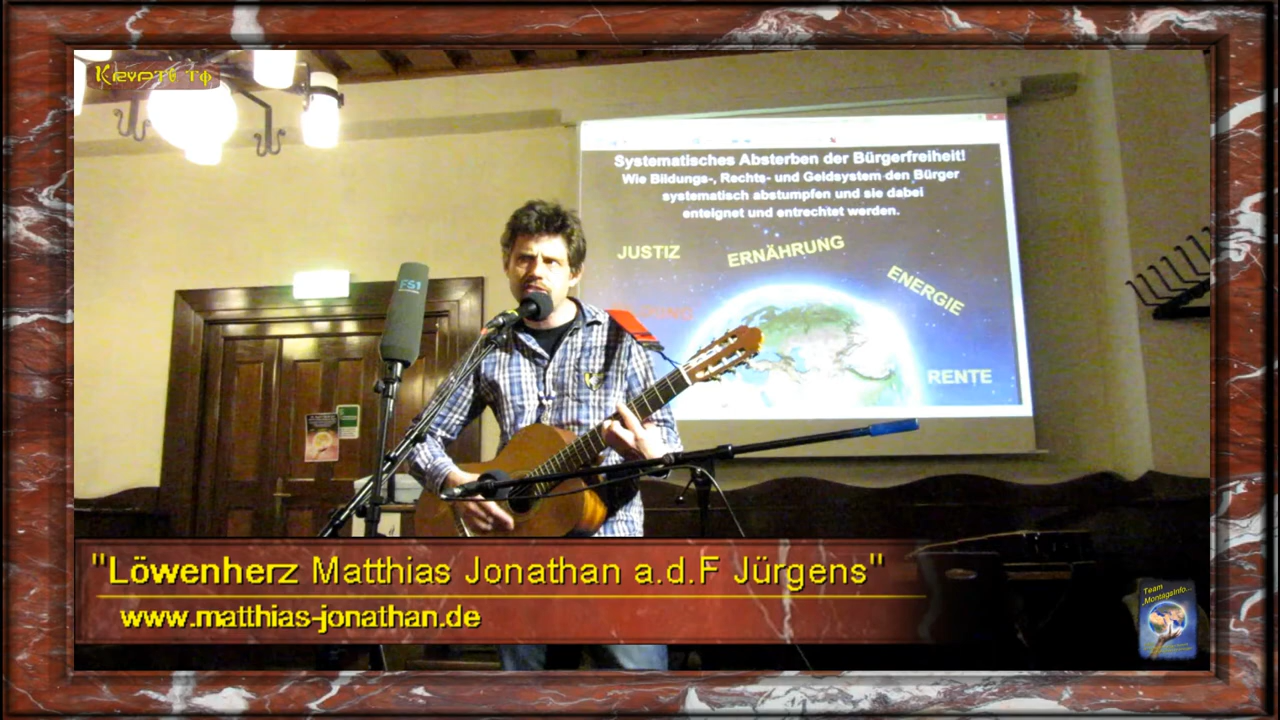 Krypt TV
FS1
Systematisches Absterben der Bürgerfreiheit!
Wie Bildungs-, Rechts- und Geldsystem den Bürger
systematisch abstumpfen und sie dabei
enteignet und entrechtet werden.
JUSTIZ
ERNÄHRUNG
ENERGIE
RENTE
"Löwenherz Matthias Jonathan a.d.F Jürgens"
www.matthias-jonathan.de
Team
„MontagsInfo...